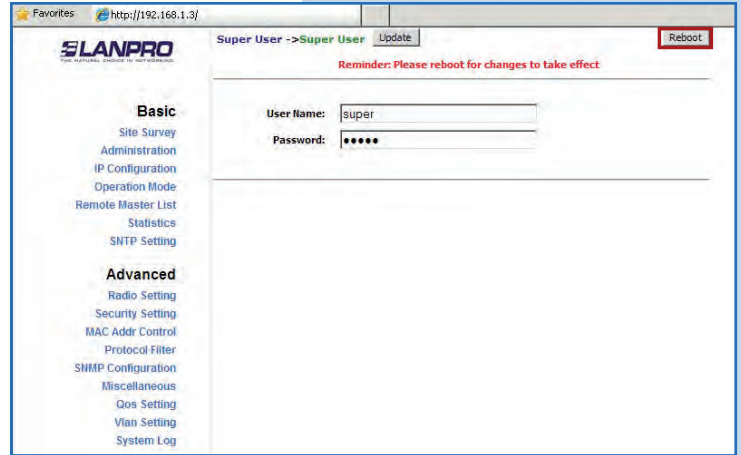 Favorites http://192.168.1.3/
LANPRO
THE NATURAL CHOICE IN NETWORKING
Super User ->Super User Update Reboot
Reminder: Please reboot for changes to take effect
User Name: super
Password: •••••
Basic
Site Survey
Administration
IP Configuration
Operation Mode
Remote Master List
Statistics
SNTP Setting
Advanced
Radio Setting
Security Setting
MAC Addr Control
Protocol Filter
SNMP Configuration
Miscellaneous
Qos Setting
Vlan Setting
System Log